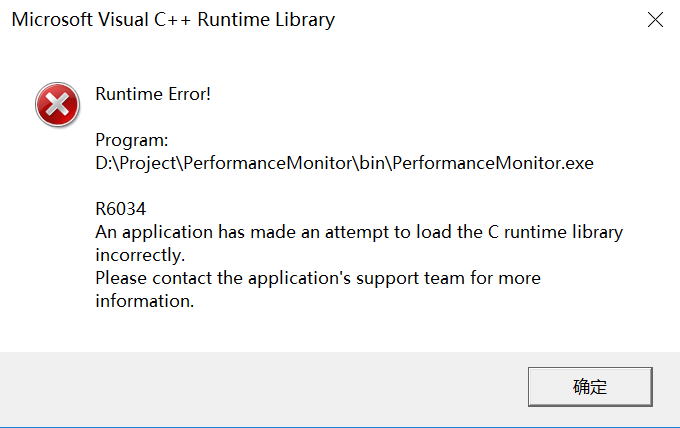 Microsoft Visual C++ Runtime Library
Runtime Error!
Program:
D:\Project\PerformanceMonitor\bin\PerformanceMonitor.exe
R6034
An application has made an attempt to load the C runtime library
incorrectly.
Please contact the application's support team for more
information.
确定